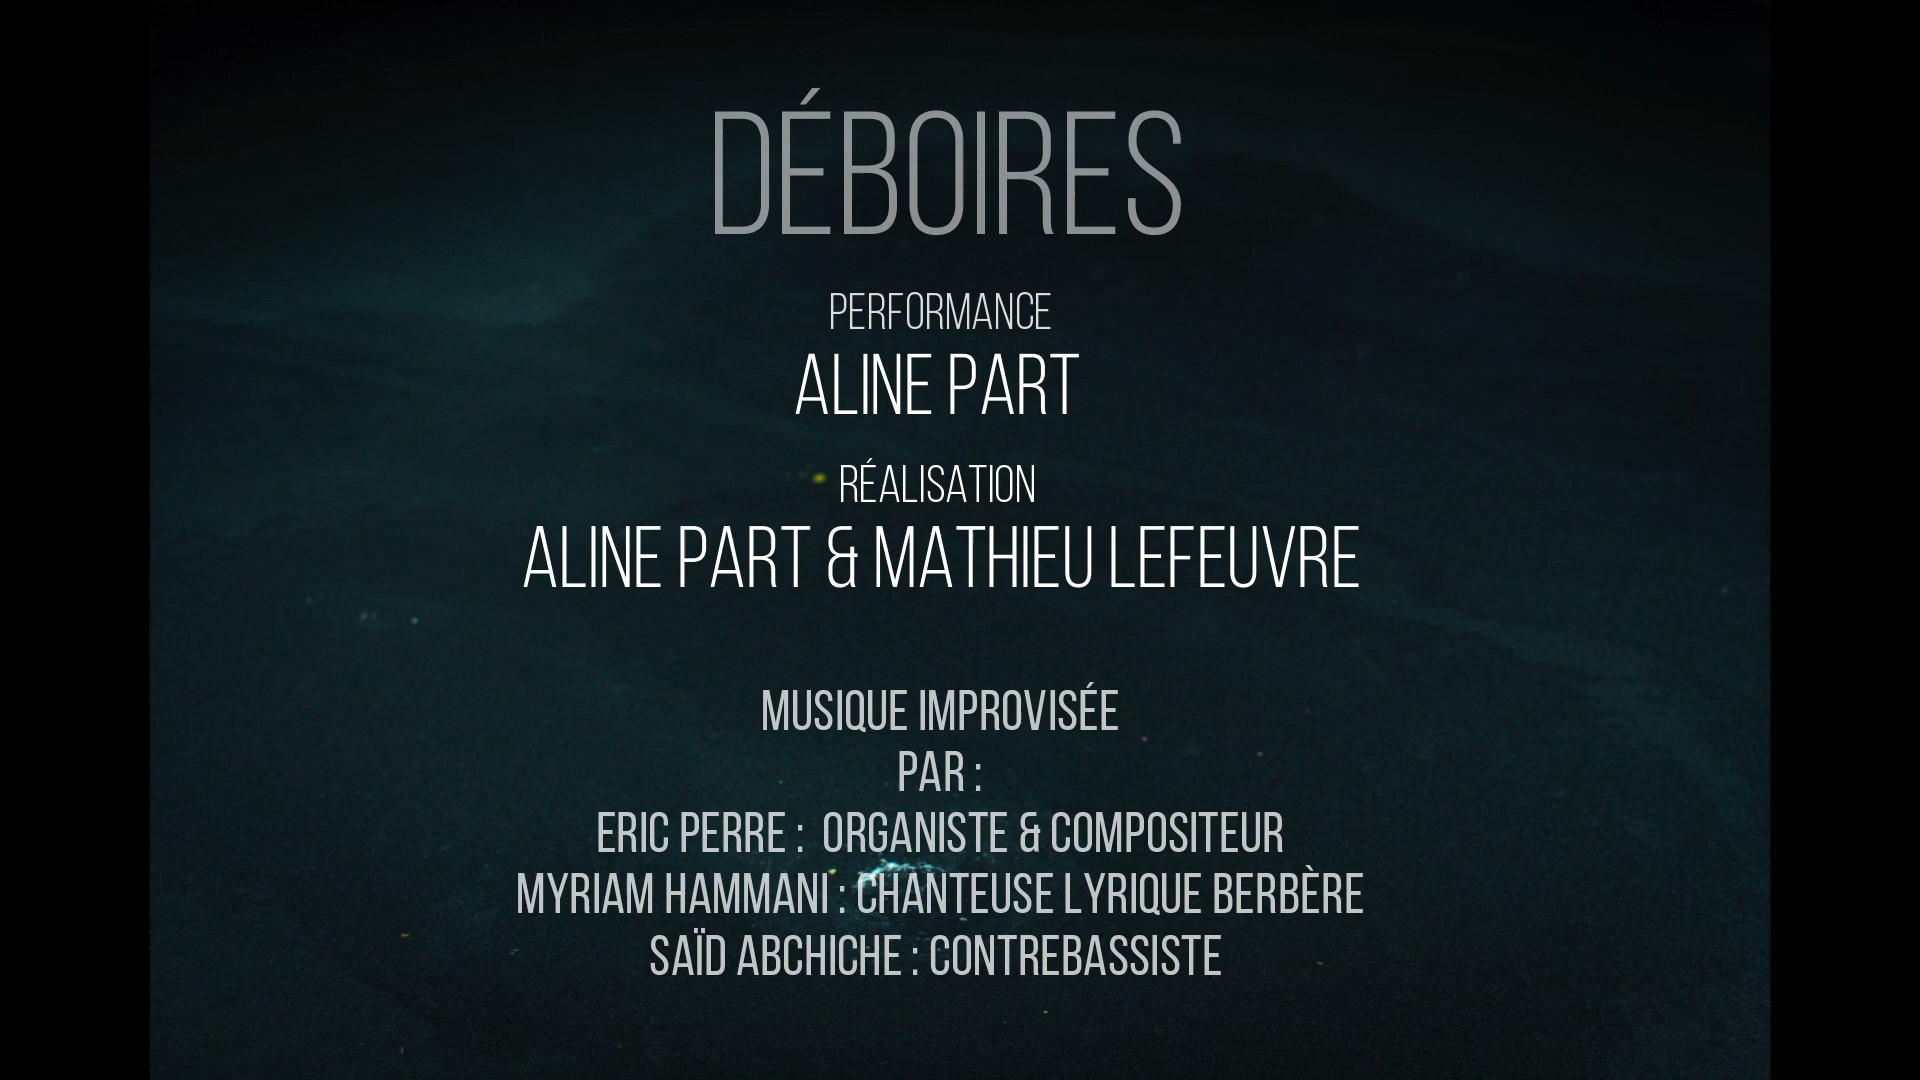 DÉBOIRES
PERFORMANCE
ALINE PART
RÉALISATION
ALINE PART & MATHIEU LEFEUVRE
MUSIQUE IMPROVISÉE
PAR :
ERIC PERRE : ORGANISTE & COMPOSITEUR
MYRIAM HAMMANI : CHANTEUSE LYRIQUE BERBÈRE
SAÏD ABCHICHE : CONTREBASSISTE